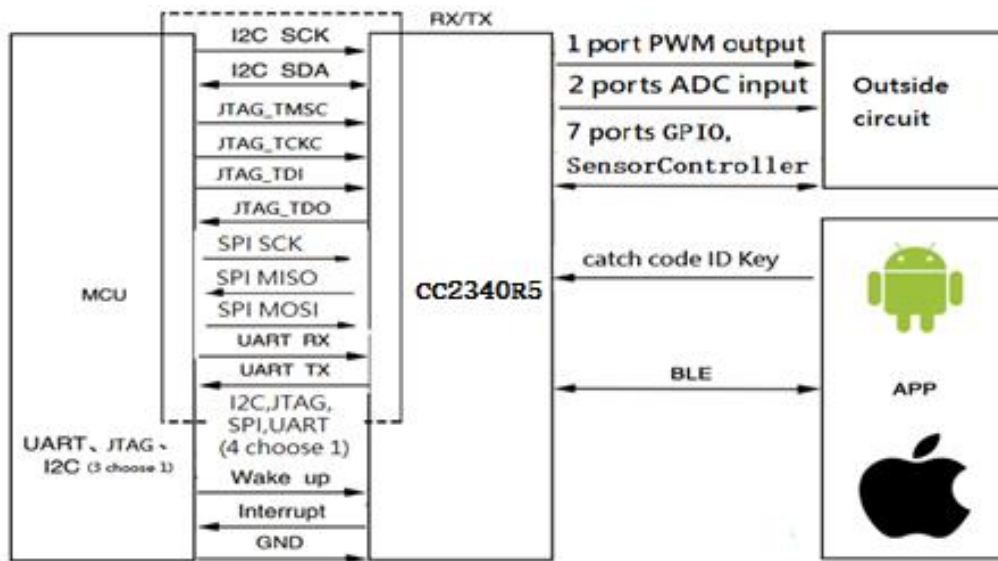 RX/TX
I2C SCK
I2C SDA
JTAG_TMSC
JTAG_TCKC
JTAG_TDI
JTAG_TDO
SPI SCK
SPI MISO
SPI MOSI
UART RX
UART TX
I2C,JTAG,
SPI,UART
(4 choose 1)
Wake up
Interrupt
GND
MCU
UART、JTAG、
I2C (3 choose 1)
CC2340R5
1 port PWM output
2 ports ADC input
7 ports GPIO,
SensorController
Outside
circuit
catch code ID Key
BLE
APP